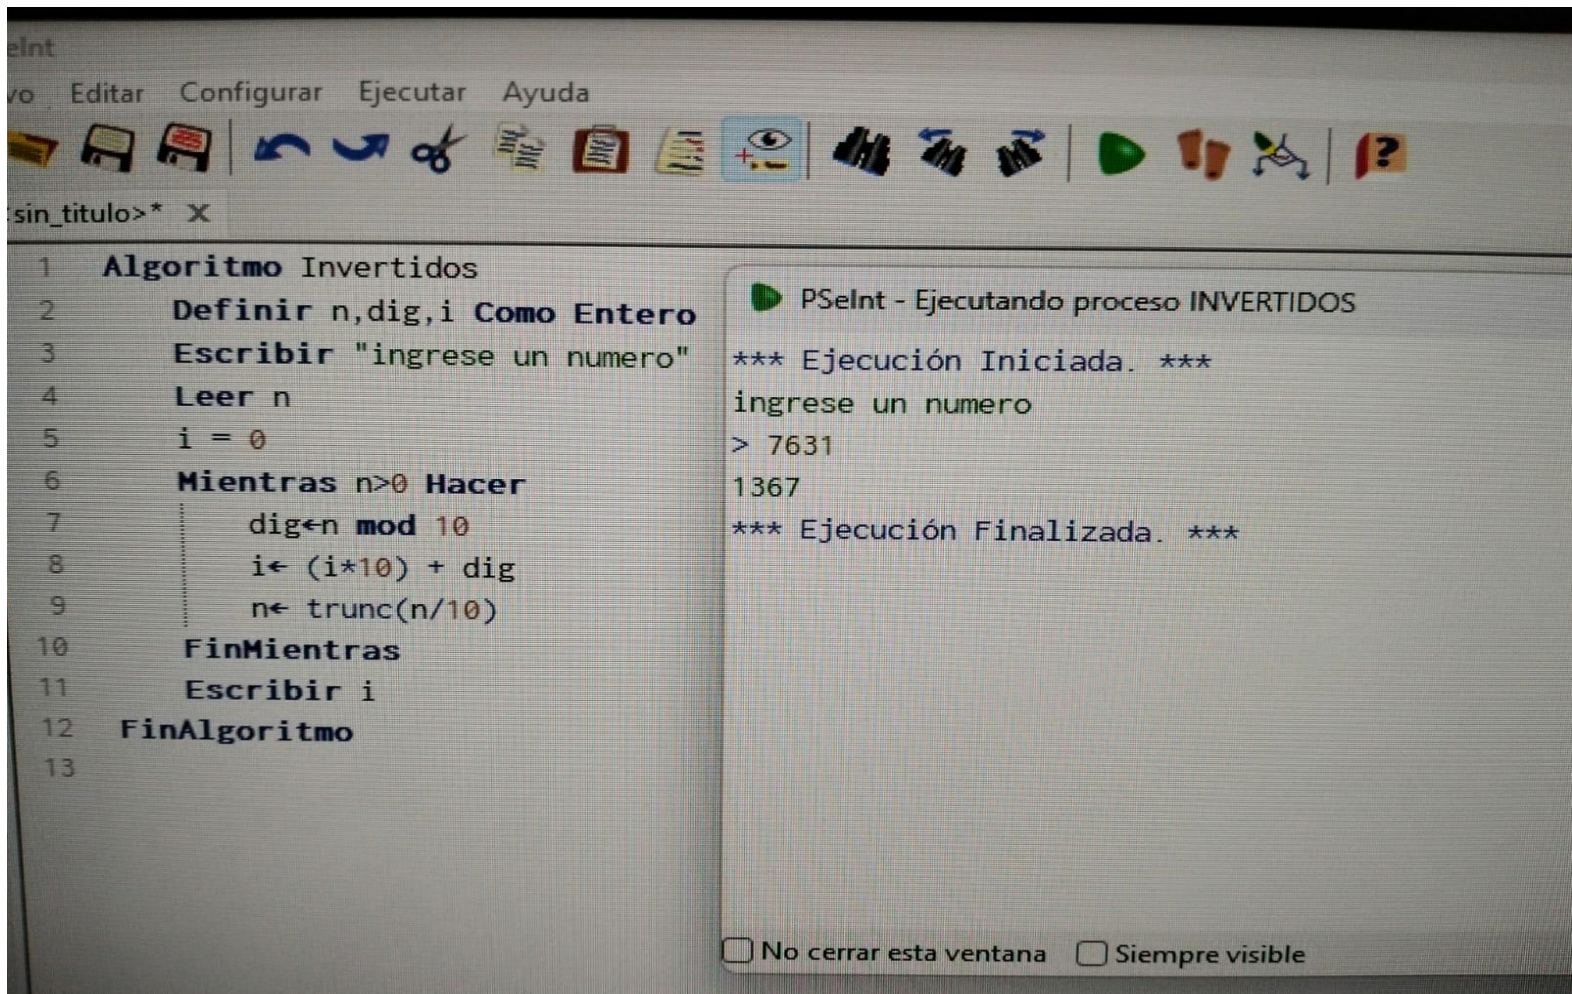 eInt
vo Editar Configurar Ejecutar Ayuda
sin_titulo>* X
1 Algoritmo Invertidos
2 Definir n,dig,i Como Entero
3 Escribir "ingrese un numero"
4 Leer n
5 i = 0
6 Mientras n>0 Hacer
7 dig←n mod 10
8 i← (i*10) + dig
9 n← trunc(n/10)
10 FinMientras
11 Escribir i
12 FinAlgoritmo
13
PSeInt - Ejecutando proceso INVERTIDOS
*** Ejecución Iniciada. ***
ingrese un numero
> 7631
1367
*** Ejecución Finalizada. ***
No cerrar esta ventana Siempre visible